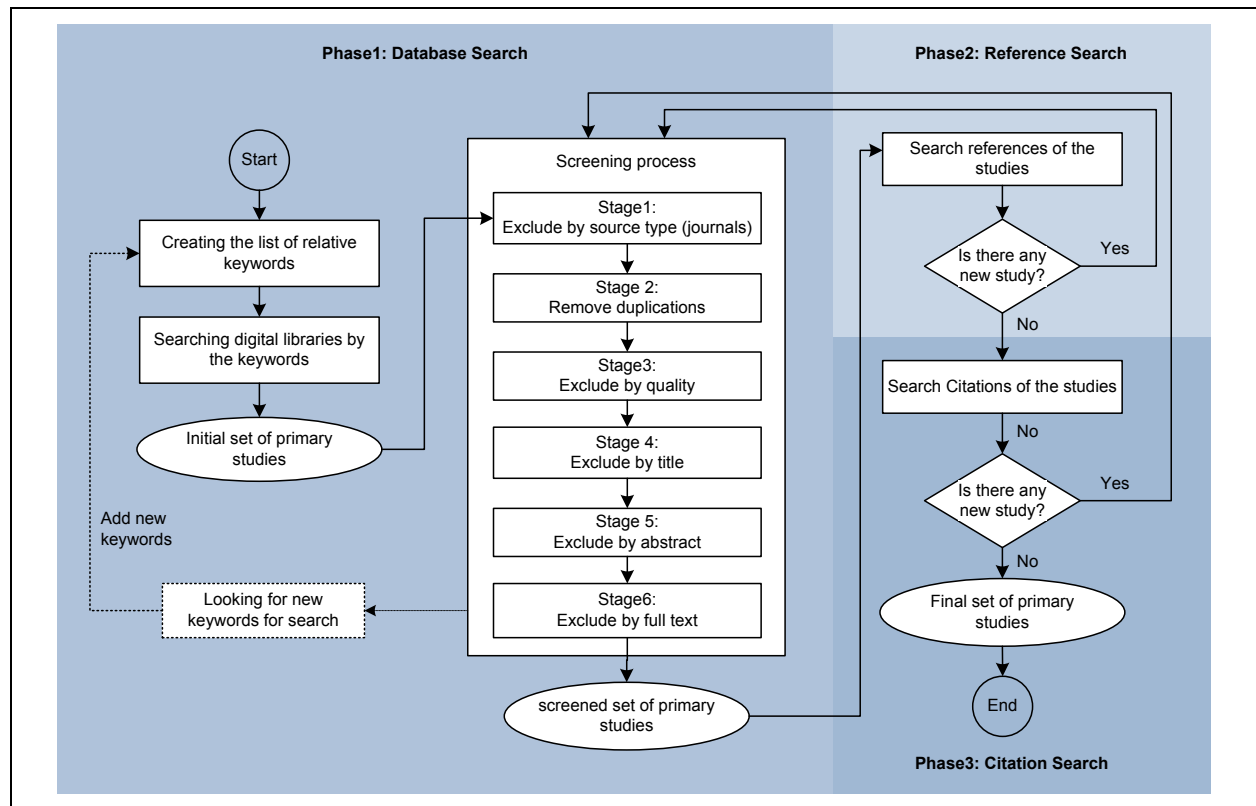 Phase1: Database Search
Start
Creating the list of relative
keywords
Searching digital libraries by
the keywords
Initial set of primary
studies
Add new
keywords
Looking for new
keywords for search
Screening process
Stage1:
Exclude by source type (journals)
Stage 2:
Remove duplications
Stage3:
Exclude by quality
Stage 4:
Exclude by title
Stage 5:
Exclude by abstract
Stage6:
Exclude by full text
screened set of primary
studies
Phase2: Reference Search
Search references of the
studies
Is there any
new study?
Yes
No
Search Citations of the studies
No
Is there any
new study?
Yes
No
Final set of primary
studies
End
Phase3: Citation Search